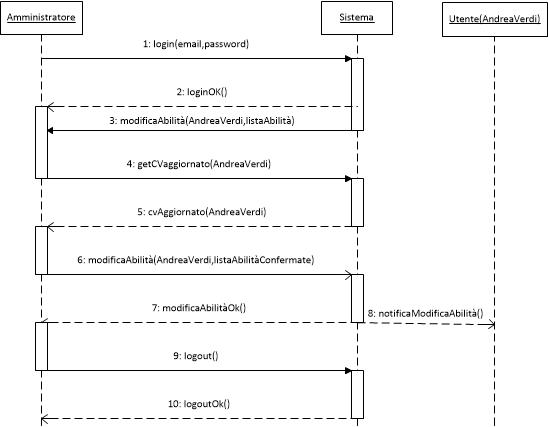 Amministratore
Sistema
Utente(AndreaVerdi)
1: login(email,password)
2: loginOK()
3: modificaAbilità(AndreaVerdi,listaAbilità)
4: getCVaggiornato(AndreaVerdi)
5: cvAggiornato(AndreaVerdi)
6: modificaAbilità(AndreaVerdi,listaAbilitàConfermate)
7: modificaAbilitàOk()
8: notificaModificaAbilità()
9: logout()
10: logoutOk()